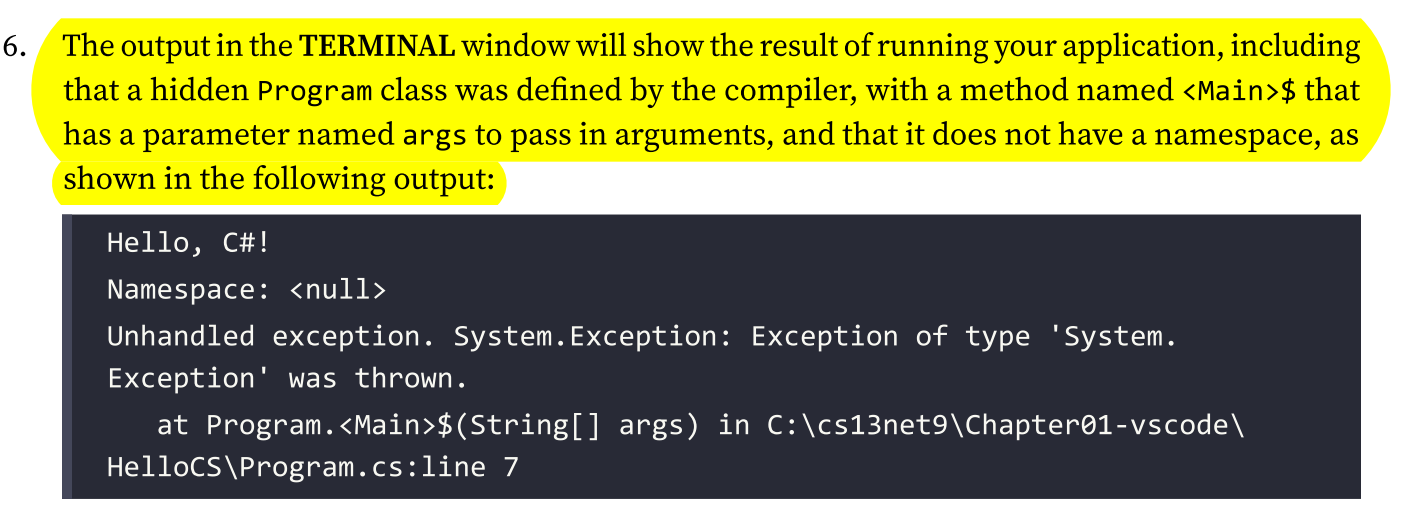 6. The output in the TERMINAL window will show the result of running your application, including
that a hidden Program class was defined by the compiler, with a method named <Main>$ that
has a parameter named args to pass in arguments, and that it does not have a namespace, as
shown in the following output:
Hello, C#!
Namespace: <null>
Unhandled exception. System.Exception: Exception of type 'System.
Exception' was thrown.
   at Program.<Main>$(String[] args) in C:\cs13net9\Chapter01-vscode\
HelloCS\Program.cs:line 7